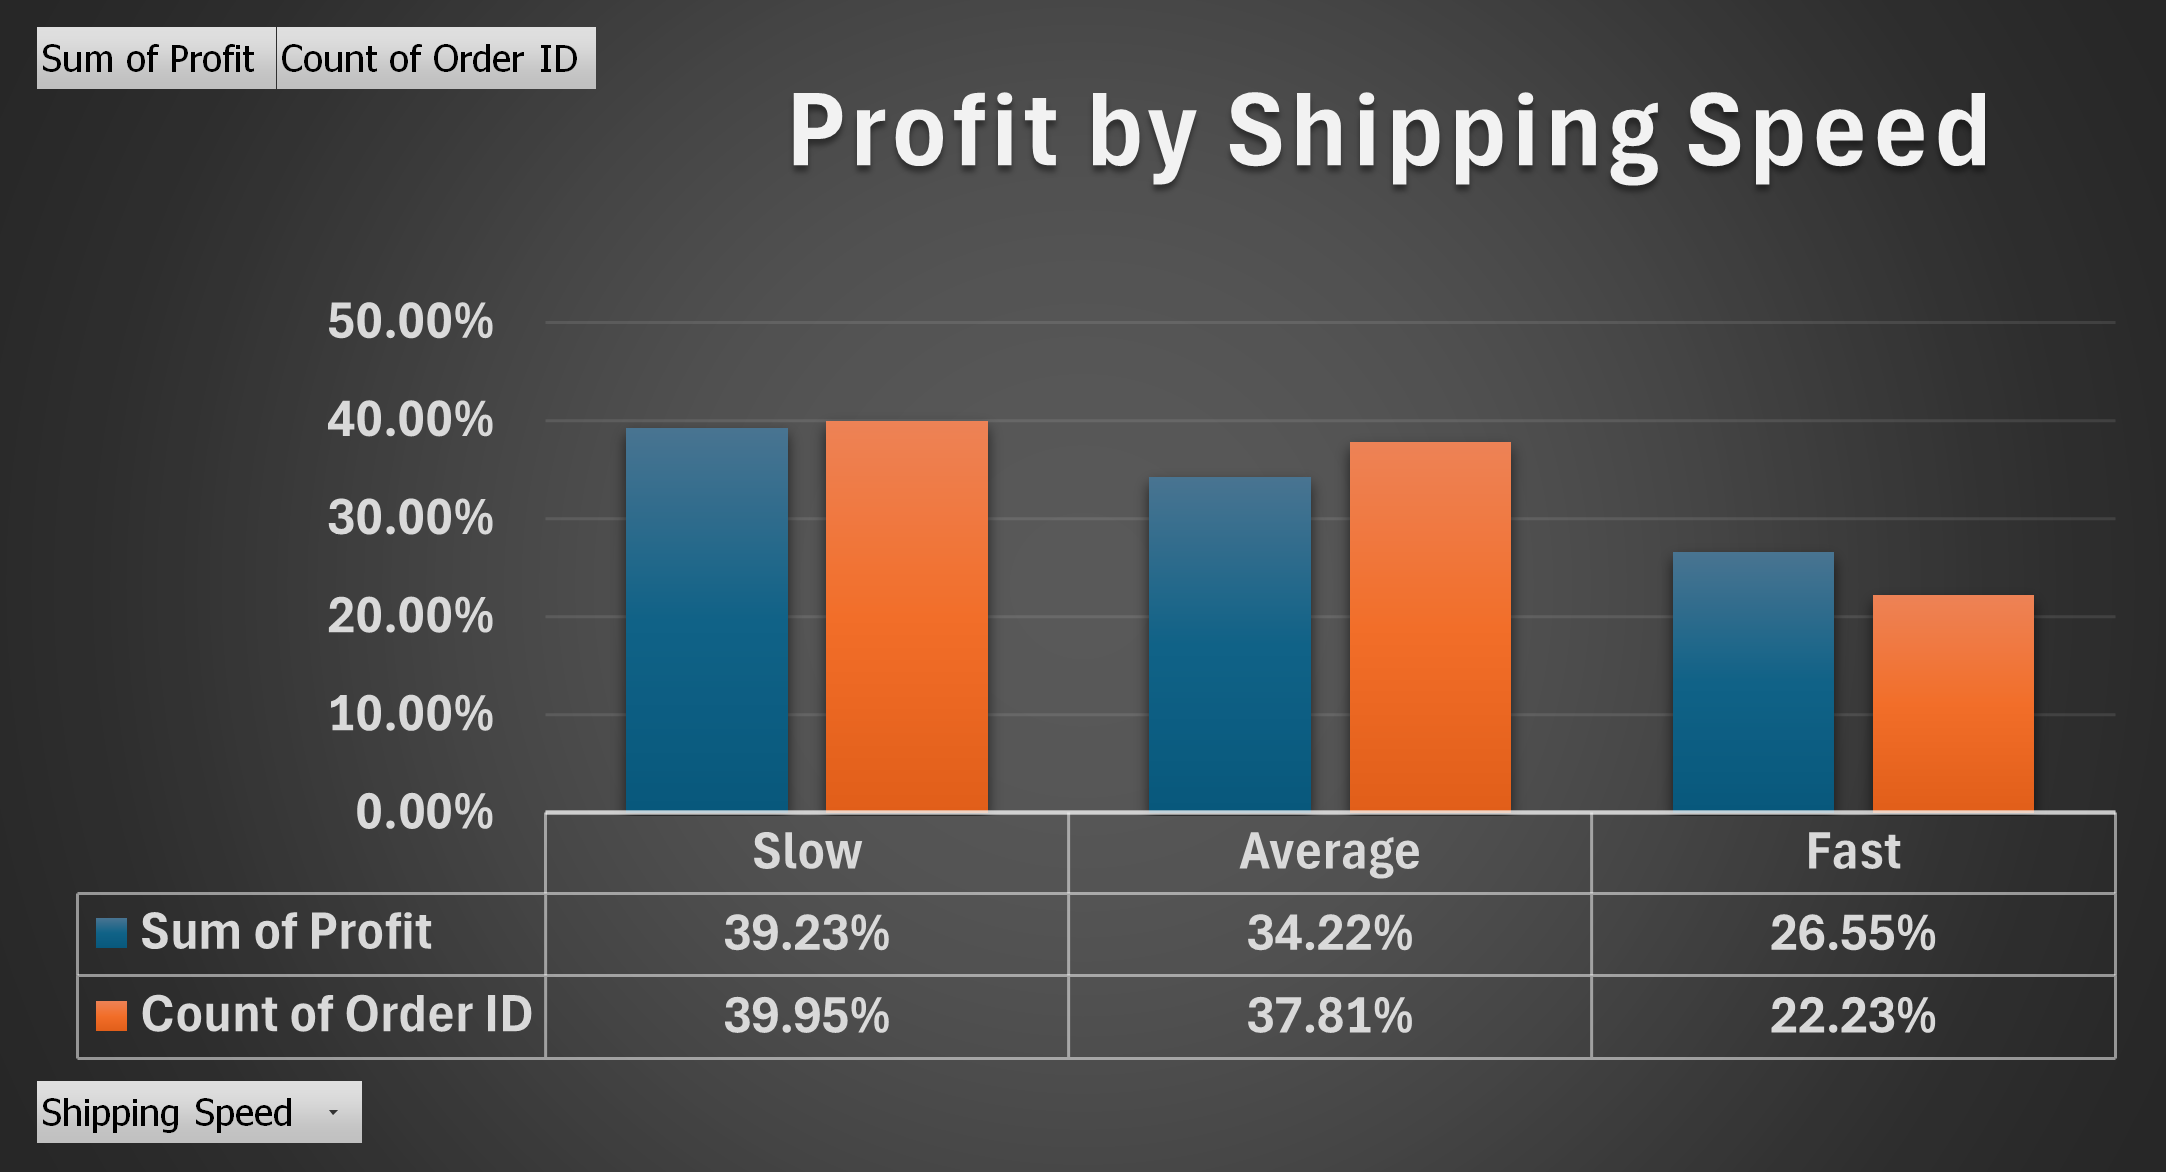 Sum of Profit Count of Order ID
Profit by Shipping Speed
50.00%
40.00%
30.00%
20.00%
10.00%
0.00%
Slow Average Fast
Sum of Profit 39.23% 34.22% 26.55%
Count of Order ID 39.95% 37.81% 22.23%
Shipping Speed